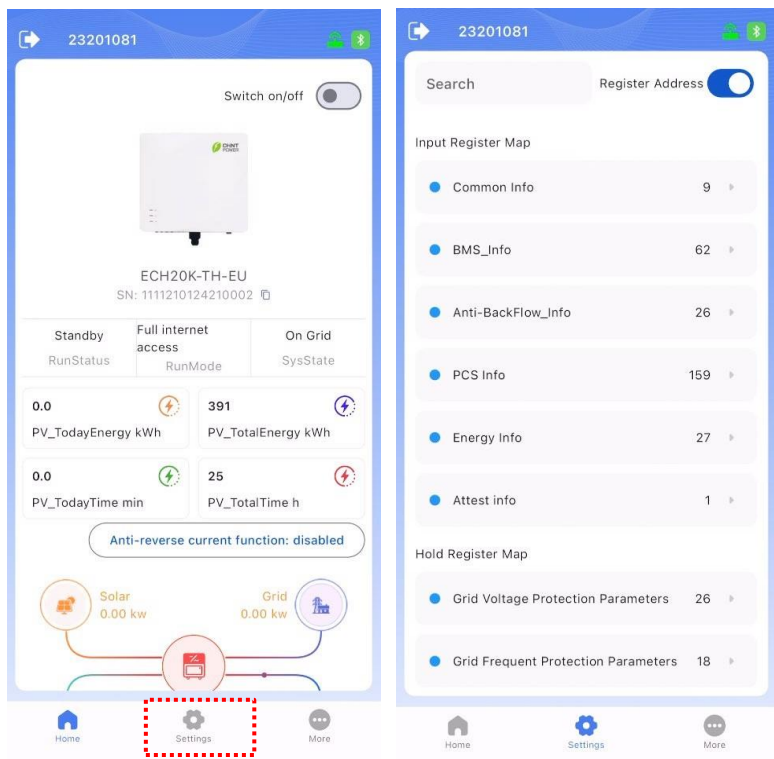 23201081
Switch on/off
CHNT
POWER
ECH20K-TH-EU
SN: 1111210124210002
Standby
RunStatus
Full internet
access
RunMode
On Grid
SysState
0.0
PV_TodayEnergy kWh
391
PV_TotalEnergy kWh
0.0
PV_TodayTime min
25
PV_TotalTime h
Anti-reverse current function: disabled
Solar
0.00 kw
Grid
0.00 kw
Home
Settings
More
23201081
Search
Register Address
Input Register Map
Common Info 9
BMS_Info 62
Anti-BackFlow_Info 26
PCS Info 159
Energy Info 27
Attest info 1
Hold Register Map
Grid Voltage Protection Parameters 26
Grid Frequent Protection Parameters 18
Home
Settings
More